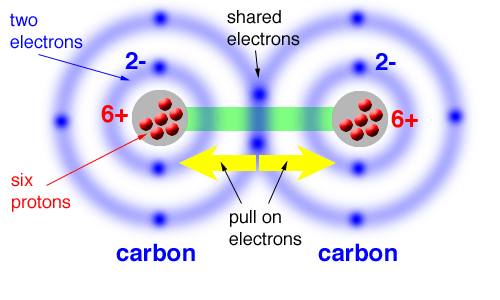 two
electrons
shared
electrons
2-
2-
6+
6+
six
protons
pull on
electrons
carbon
carbon